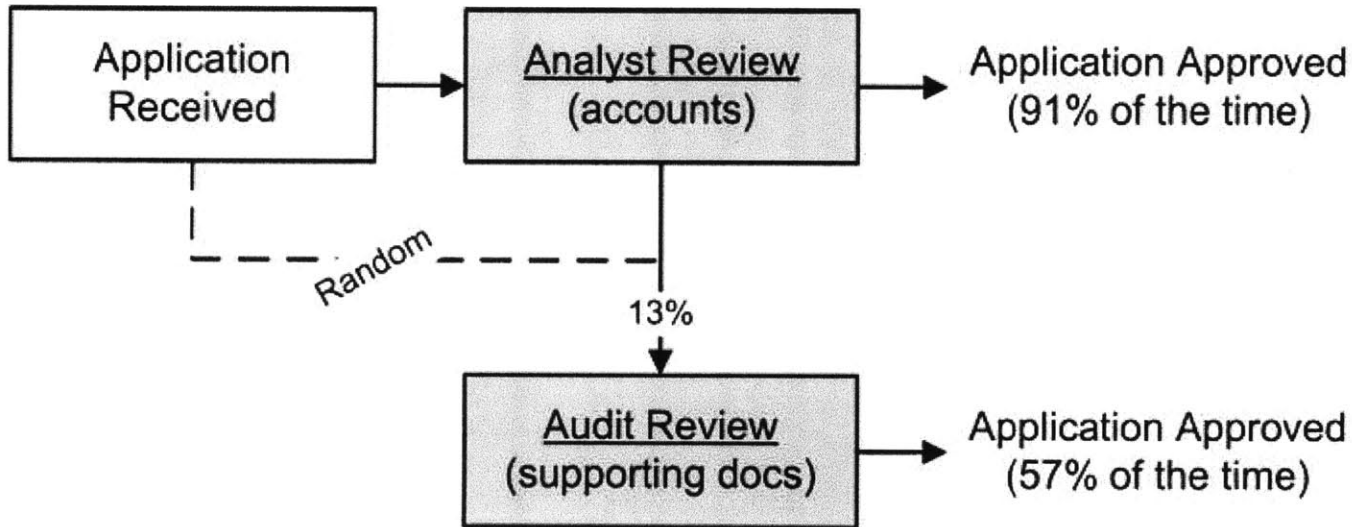 Application
Received
Analyst Review
(accounts)
Application Approved
(91% of the time)
Random
13%
Audit Review
(supporting docs)
Application Approved
(57% of the time)